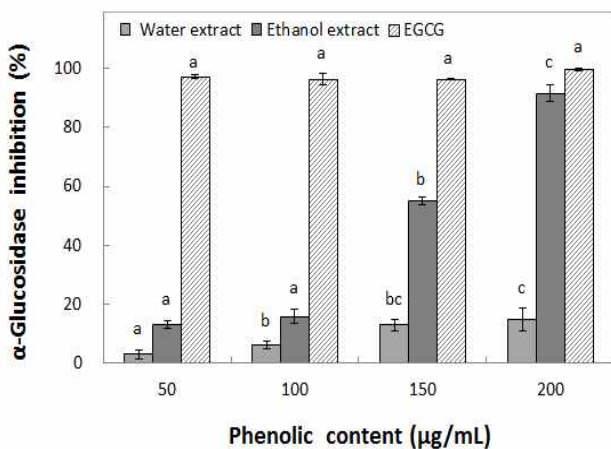 Water extract Ethanol extract EGCG
α-Glucosidase inhibition (%)
100
80
60
40
20
0
a a a
b a a
bc b a
c c a
50 100 150 200
Phenolic content (µg/mL)